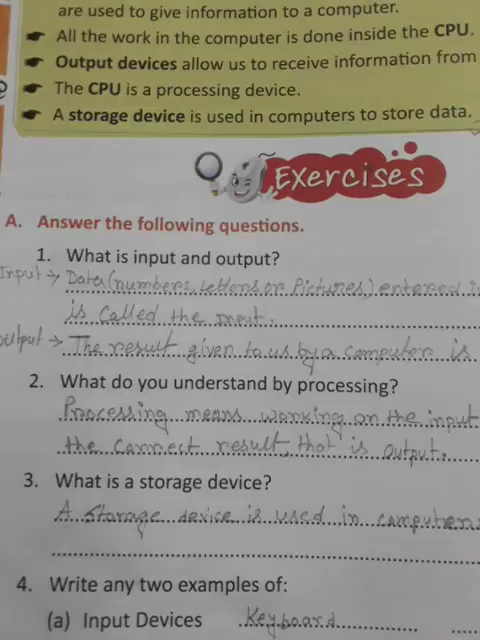 are used to give information to a computer.
All the work in the computer is done inside the CPU.
Output devices allow us to receive information from
The CPU is a processing device.
A storage device is used in computers to store data.
Exercises
A. Answer the following questions.
1. What is input and output?
Input → Data (numbers, Letters or Pictures) entered
is called the input.
Output → The result given to us by a computer is
2. What do you understand by processing?
Processing means working on the input
the correct result, that is output.
3. What is a storage device?
A storage device is used in computers
4. Write any two examples of:
(a) Input Devices Keyboard